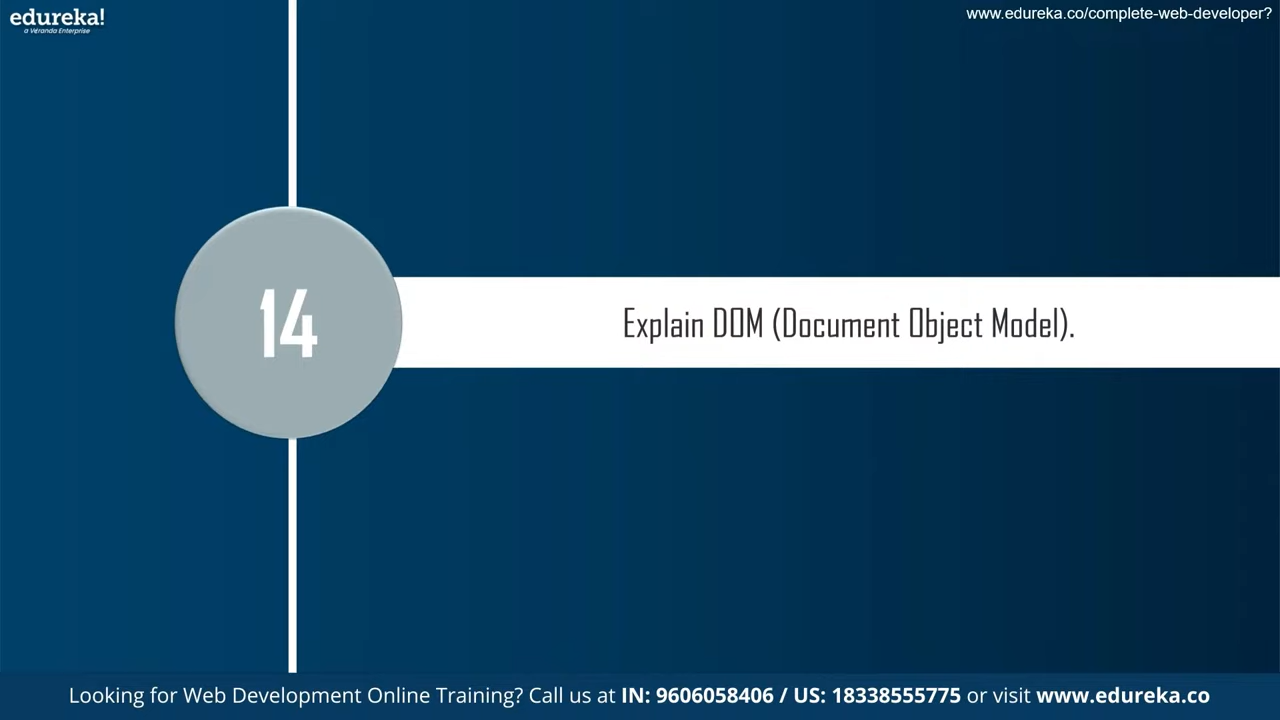 edureka!
a Veranda Enterprise
www.edureka.co/complete-web-developer?
14
Explain DOM (Document Object Model).
Looking for Web Development Online Training? Call us at IN: 9606058406 / US: 18338555775 or visit www.edureka.co